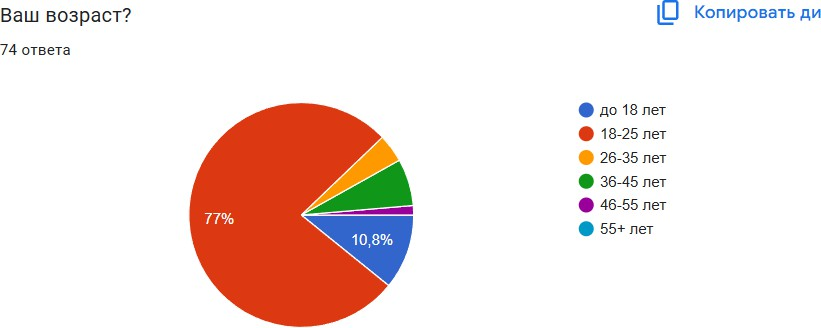 Ваш возраст?
Копировать ди
74 ответа
до 18 лет
18-25 лет
26-35 лет
36-45 лет
46-55 лет
55+ лет
77%
10,8%